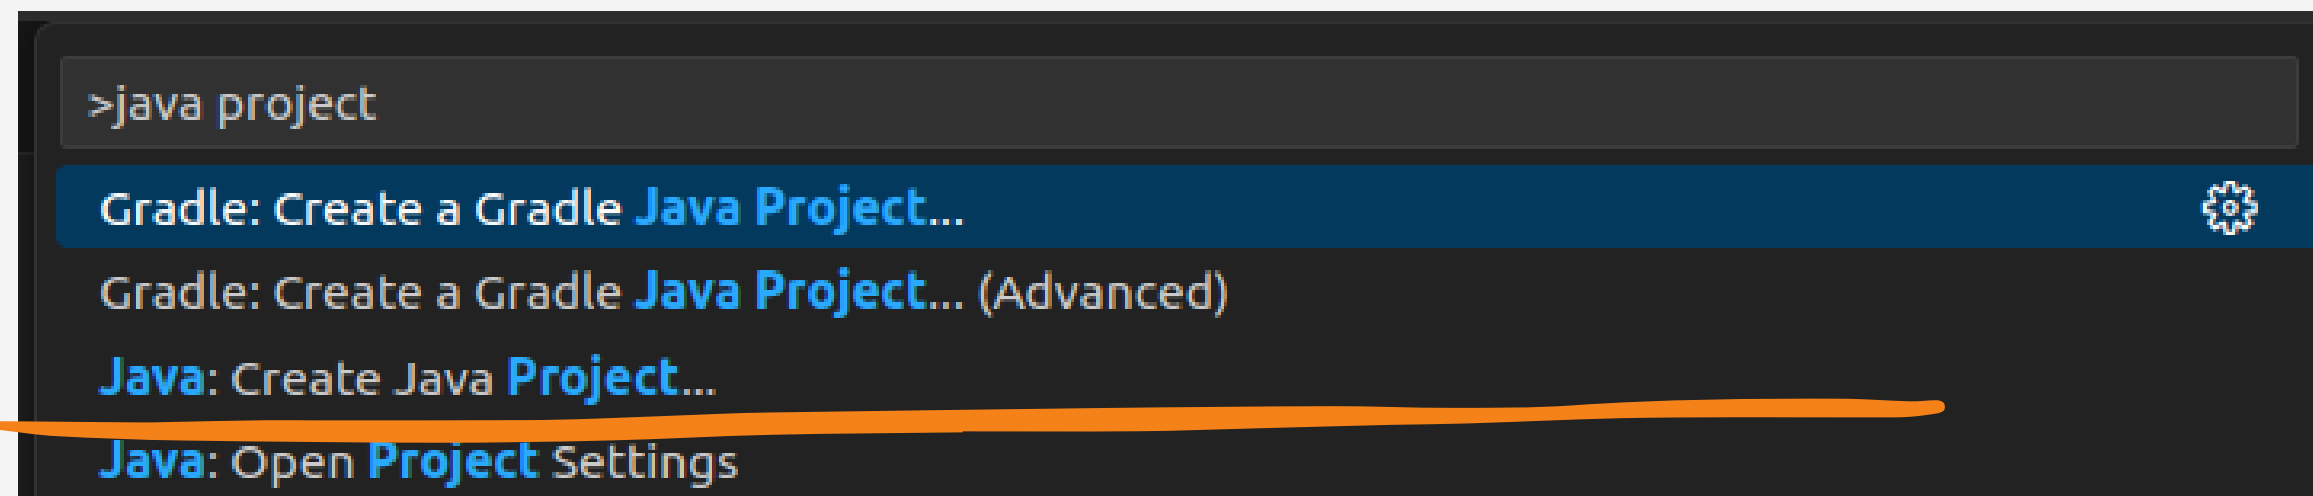 >java project
Gradle: Create a Gradle Java Project...
Gradle: Create a Gradle Java Project... (Advanced)
Java: Create Java Project...
Java: Open Project Settings